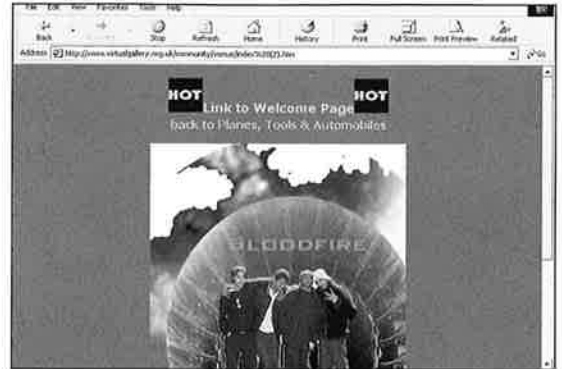 File Edit View Favorites Tools Help
Back Stop Refresh Home History Print Full Screen Print Preview Related
Address Go
HOT Link to Welcome Page HOT
back to Planes, Tools & Automobiles
BLOODFIRE